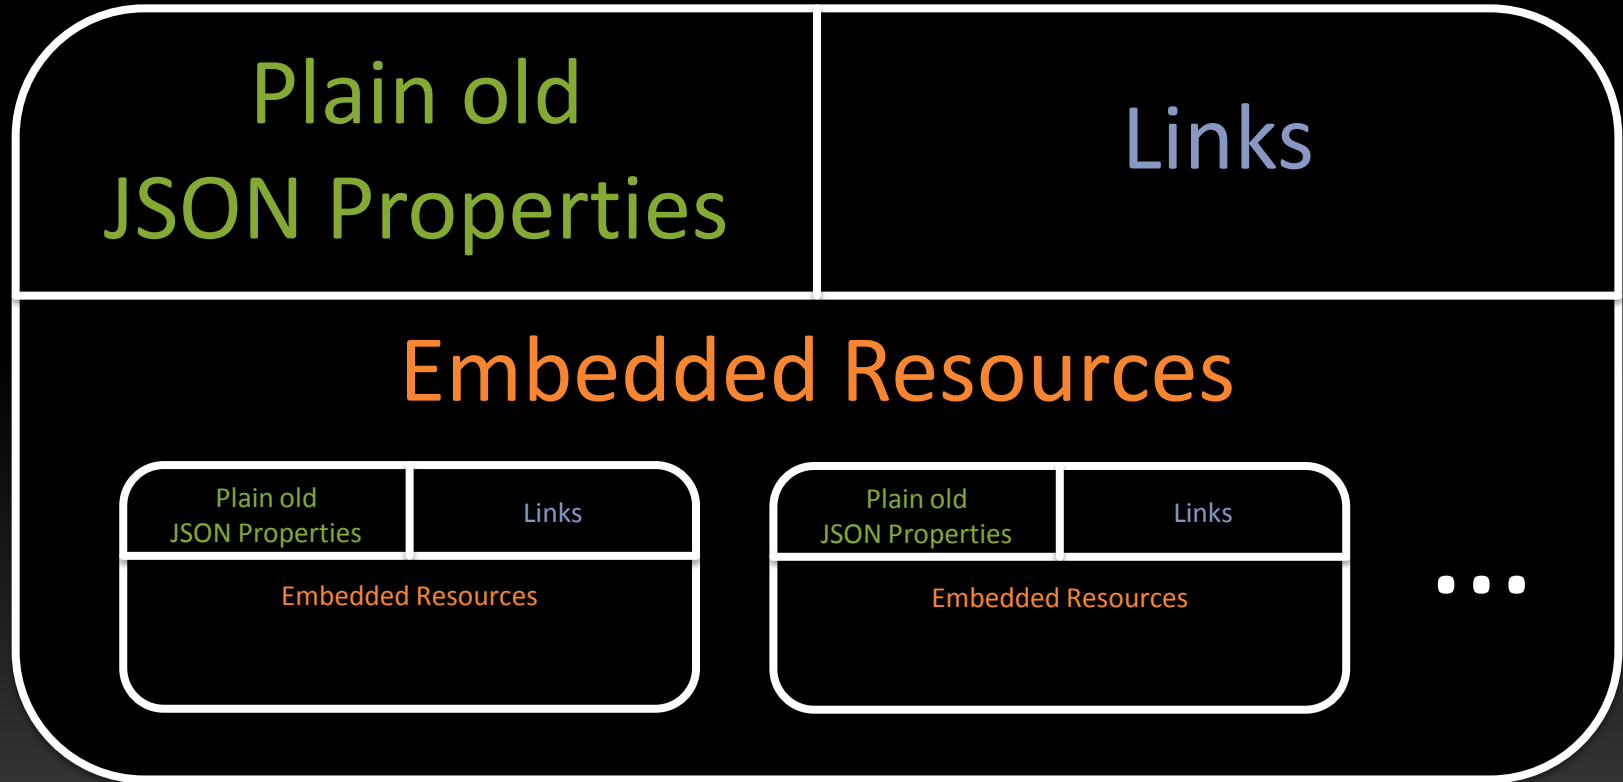 Plain old
JSON Properties
Links
Embedded Resources
Plain old
JSON Properties
Links
Embedded Resources
Plain old
JSON Properties
Links
Embedded Resources
...